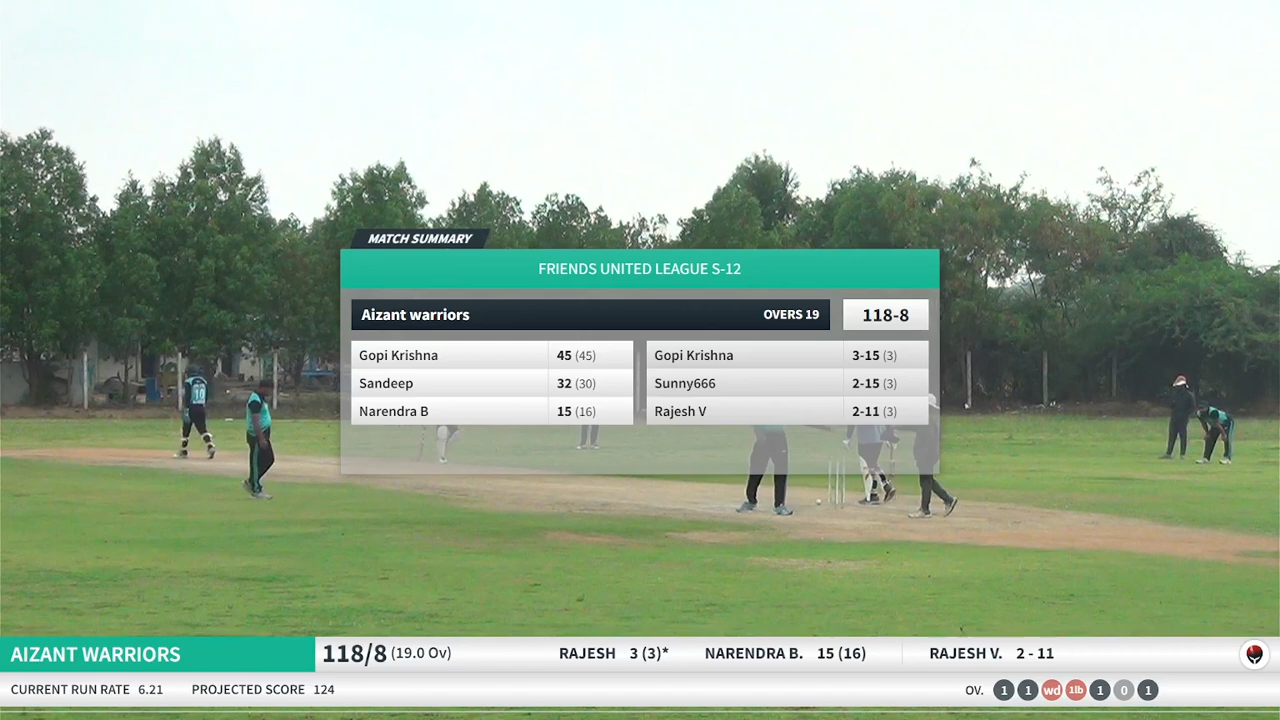 MATCH SUMMARY
FRIENDS UNITED LEAGUE S-12
Aizant warriors OVERS 19 118-8
Gopi Krishna 45 (45) Gopi Krishna 3-15 (3)
Sandeep 32 (30) Sunny666 2-15 (3)
Narendra B 15 (16) Rajesh V 2-11 (3)
10
AIZANT WARRIORS 118/8 (19.0 Ov) RAJESH 3 (3)* NARENDRA B. 15 (16) RAJESH V. 2 - 11
CURRENT RUN RATE 6.21 PROJECTED SCORE 124 OV. 1 1 wd 1lb 1 0 1